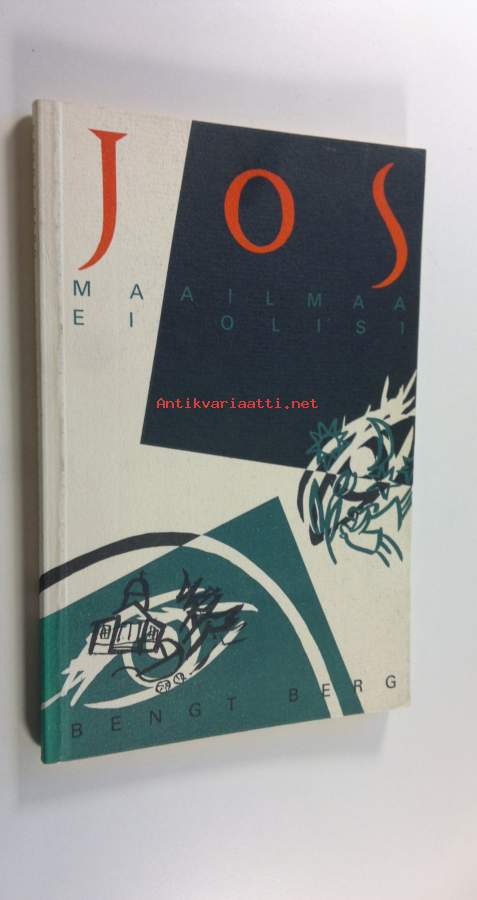 JOS
MAAILMAA
EI OLISI
Antikvariaatti.net
BENGT BERG